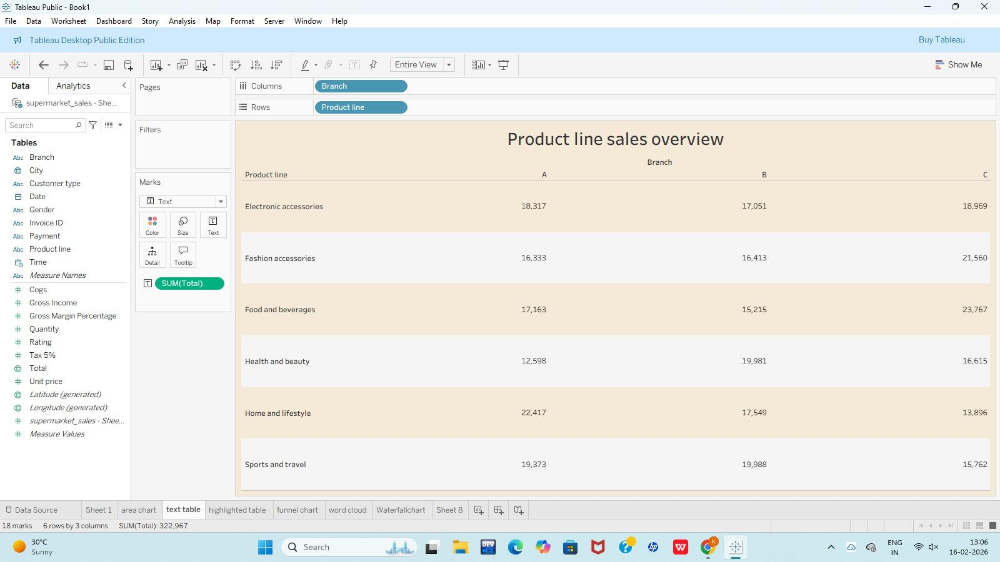 Tableau Public - Book1
File Data Worksheet Dashboard Story Analysis Map Format Server Window Help
Tableau Desktop Public Edition Buy Tableau
Entire View Show Me
Data Analytics
supermarket_sales - She...
Search
Tables
Abc Branch
City
Abc Customer type
Date
Abc Gender
Abc Invoice ID
Abc Payment
Abc Product line
Time
Abc Measure Names
# Cogs
# Gross Income
# Gross Margin Percentage
# Quantity
# Rating
# Tax 5%
Total
# Unit price
Latitude (generated)
Longitude (generated)
# supermarket_sales - Shee...
# Measure Values
Pages
Filters
Marks
Text
Color Size Text
Detail Tooltip
SUM(Total)
Columns Branch
Rows Product line
Product line sales overview
Branch
Product line A B C
Electronic accessories 18,317 17,051 18,969
Fashion accessories 16,333 16,413 21,560
Food and beverages 17,163 15,215 23,767
Health and beauty 12,598 19,981 16,615
Home and lifestyle 22,417 17,549 13,896
Sports and travel 19,373 19,988 15,762
Data Source Sheet 1 area chart text table highlighted table funnel chart word cloud Waterfallchart Sheet 8
18 marks 6 rows by 3 columns SUM(Total): 322,967
30°C
Sunny
Search
DEV
hp
W
K
ENG
IN
13:06
16-02-2026